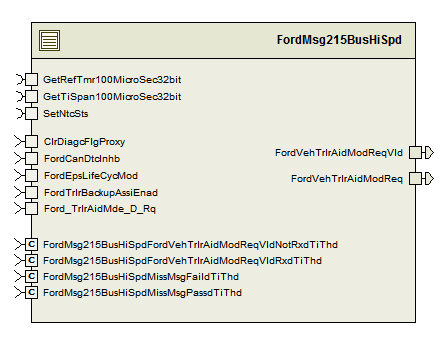 FordMsg215BusHiSpd
GetRefTmr100MicroSec32bit
GetTiSpan100MicroSec32bit
SetNtcSts
ClrDiagcFlgProxy
FordCanDtcInhb
FordEpsLifeCycMod
FordTrlrBackupAssiEnad
Ford_TrlrAidMde_D_Rq
FordVehTrlrAidModReqVld
FordVehTrlrAidModReq
C FordMsg215BusHiSpdFordVehTrlrAidModReqVldNotRxdTiThd
C FordMsg215BusHiSpdFordVehTrlrAidModReqVldRxdTiThd
C FordMsg215BusHiSpdMissMsgFaildTiThd
C FordMsg215BusHiSpdMissMsgPassdTiThd